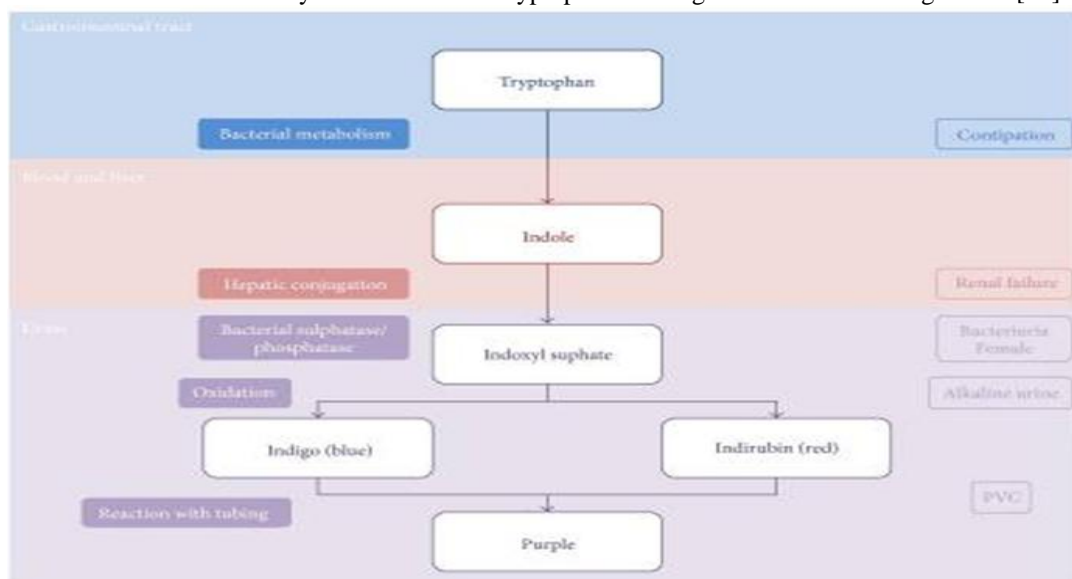 Gastrointestinal tract
Tryptophan
Bacterial metabolism
Contipation
Blood and liver
Indole
Hepatic conjugation
Renal failure
Urine
Bacterial sulphatase/
phosphatase
Indoxyl suphate
Bacteriuria
Female
Oxidation
Alkaline urine
Indigo (blue)
Indirubin (red)
Reaction with tubing
PVC
Purple